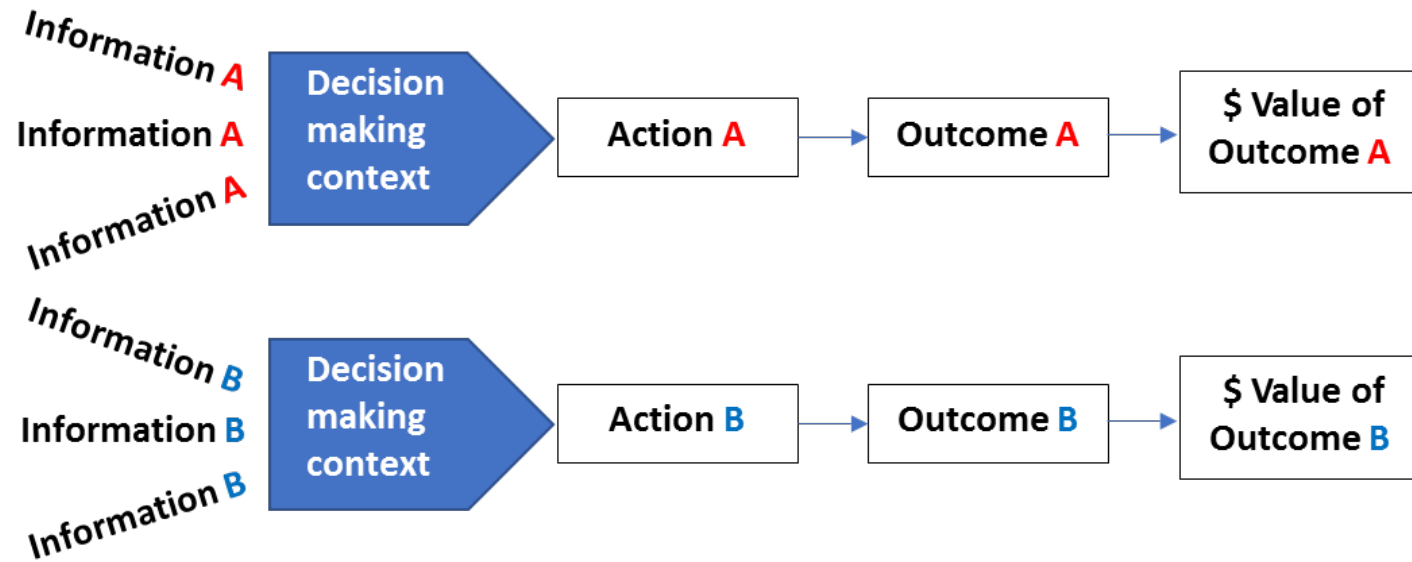 Information A
Information A
Information A
Decision
making
context
Action A
Outcome A
$ Value of
Outcome A
Information B
Information B
Information B
Decision
making
context
Action B
Outcome B
$ Value of
Outcome B